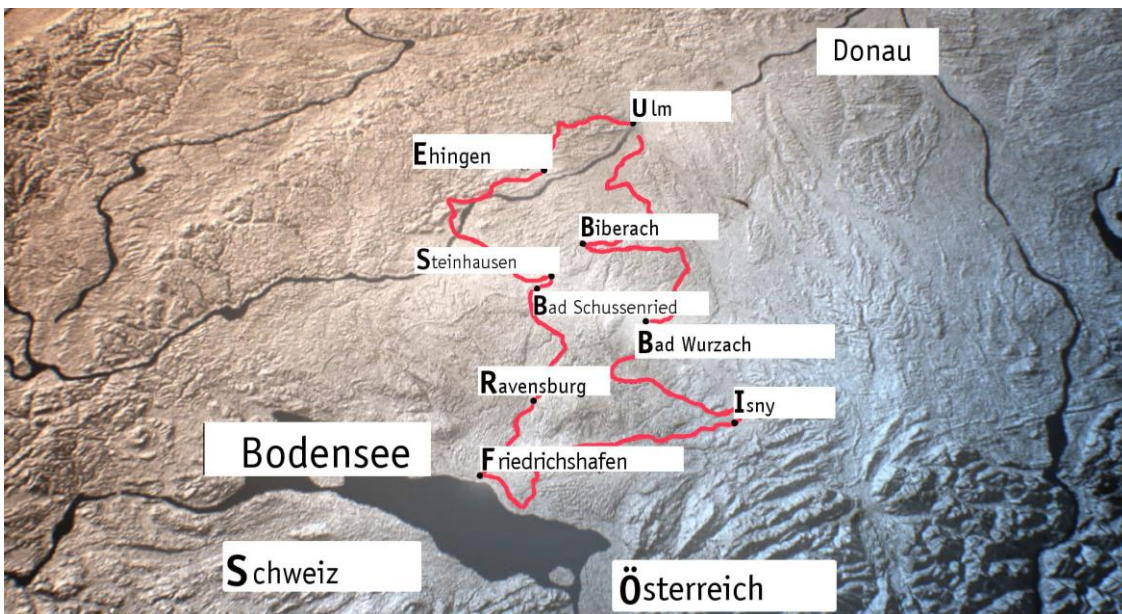 Donau
Ulm
Ehingen
Biberach
Steinhausen
Bad Schussenried
Bad Wurzach
Ravensburg
Isny
Bodensee
Friedrichshafen
Schweiz
Österreich